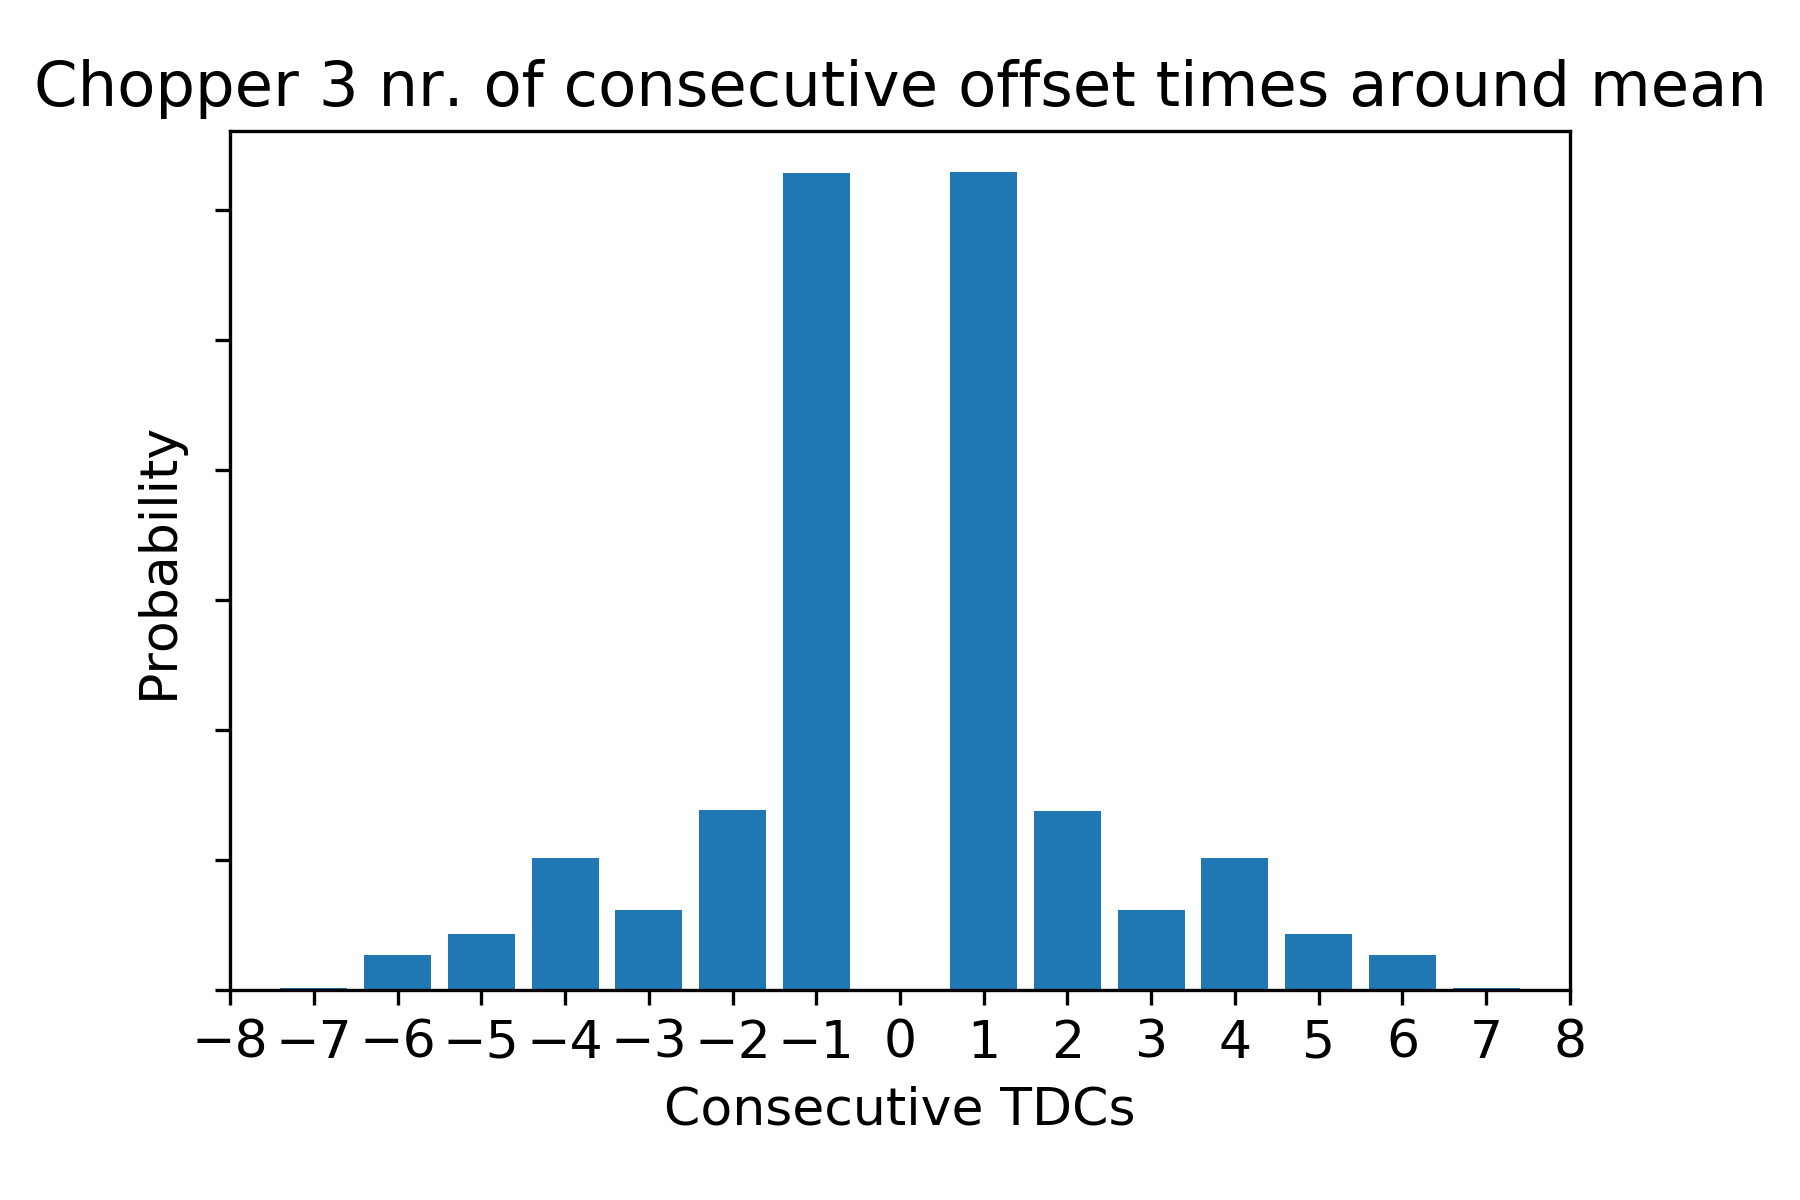 Chopper 3 nr. of consecutive offset times around mean
Probability
−8 −7 −6 −5 −4 −3 −2 −1 0 1 2 3 4 5 6 7 8
Consecutive TDCs